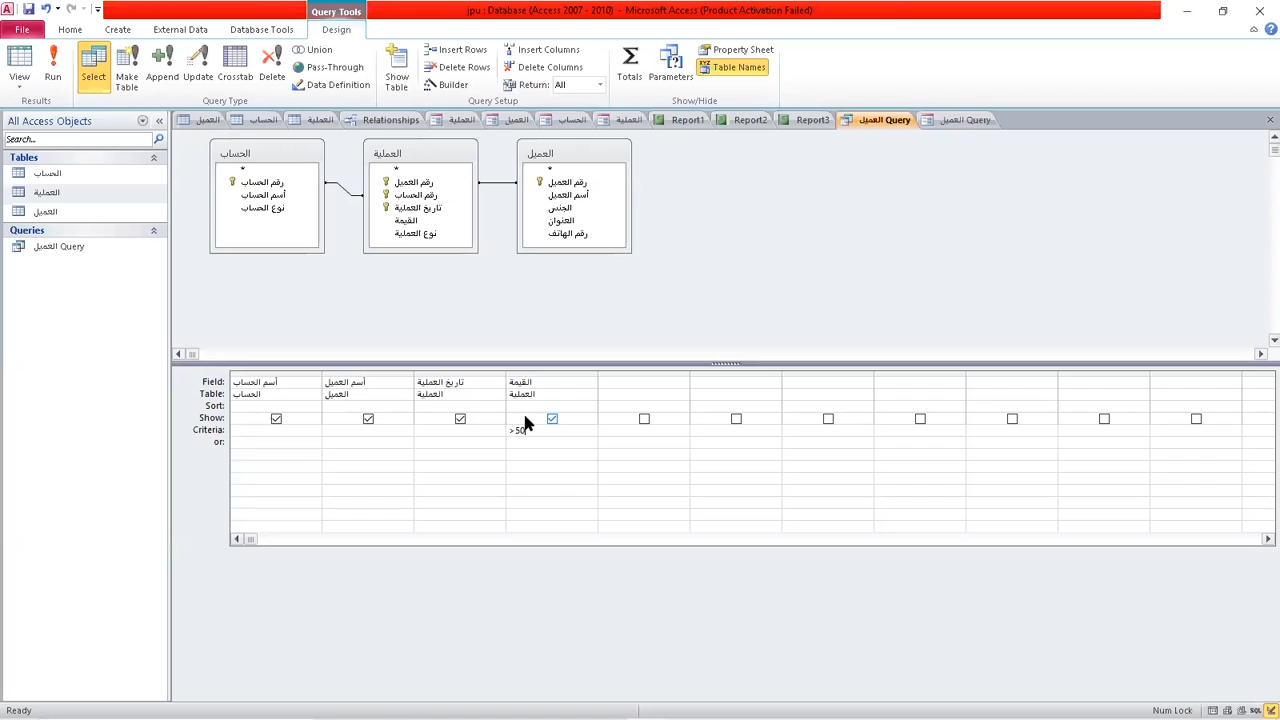 Query Tools
jpu : Database (Access 2007 - 2010) - Microsoft Access (Product Activation Failed)
File Home Create External Data Database Tools Design
View Run Select Make Table Append Update Crosstab Delete
Union
Pass-Through
Data Definition
Show Table
Insert Rows
Delete Rows
Builder
Insert Columns
Delete Columns
Return: All
Totals Parameters
Property Sheet
Table Names
Results Query Type Query Setup Show/Hide
All Access Objects
العميل الحساب العملية Relationships العملية العميل الحساب العملية Report1 Report2 Report3 العميل Query العميل Query
Search...
Tables
الحساب
العملية
العميل
Queries
العميل Query
الحساب
*
رقم الحساب
أسم الحساب
نوع الحساب
العملية
*
رقم العميل
رقم الحساب
تاريخ العملية
القيمة
نوع العملية
العميل
*
رقم العميل
أسم العميل
الجنس
العنوان
رقم الهاتف
Field: أسم الحساب أسم العميل تاريخ العملية القيمة
Table: الحساب العميل العملية العملية
Sort:
Show:
Criteria: >50
or:
Ready
Num Lock
SQL